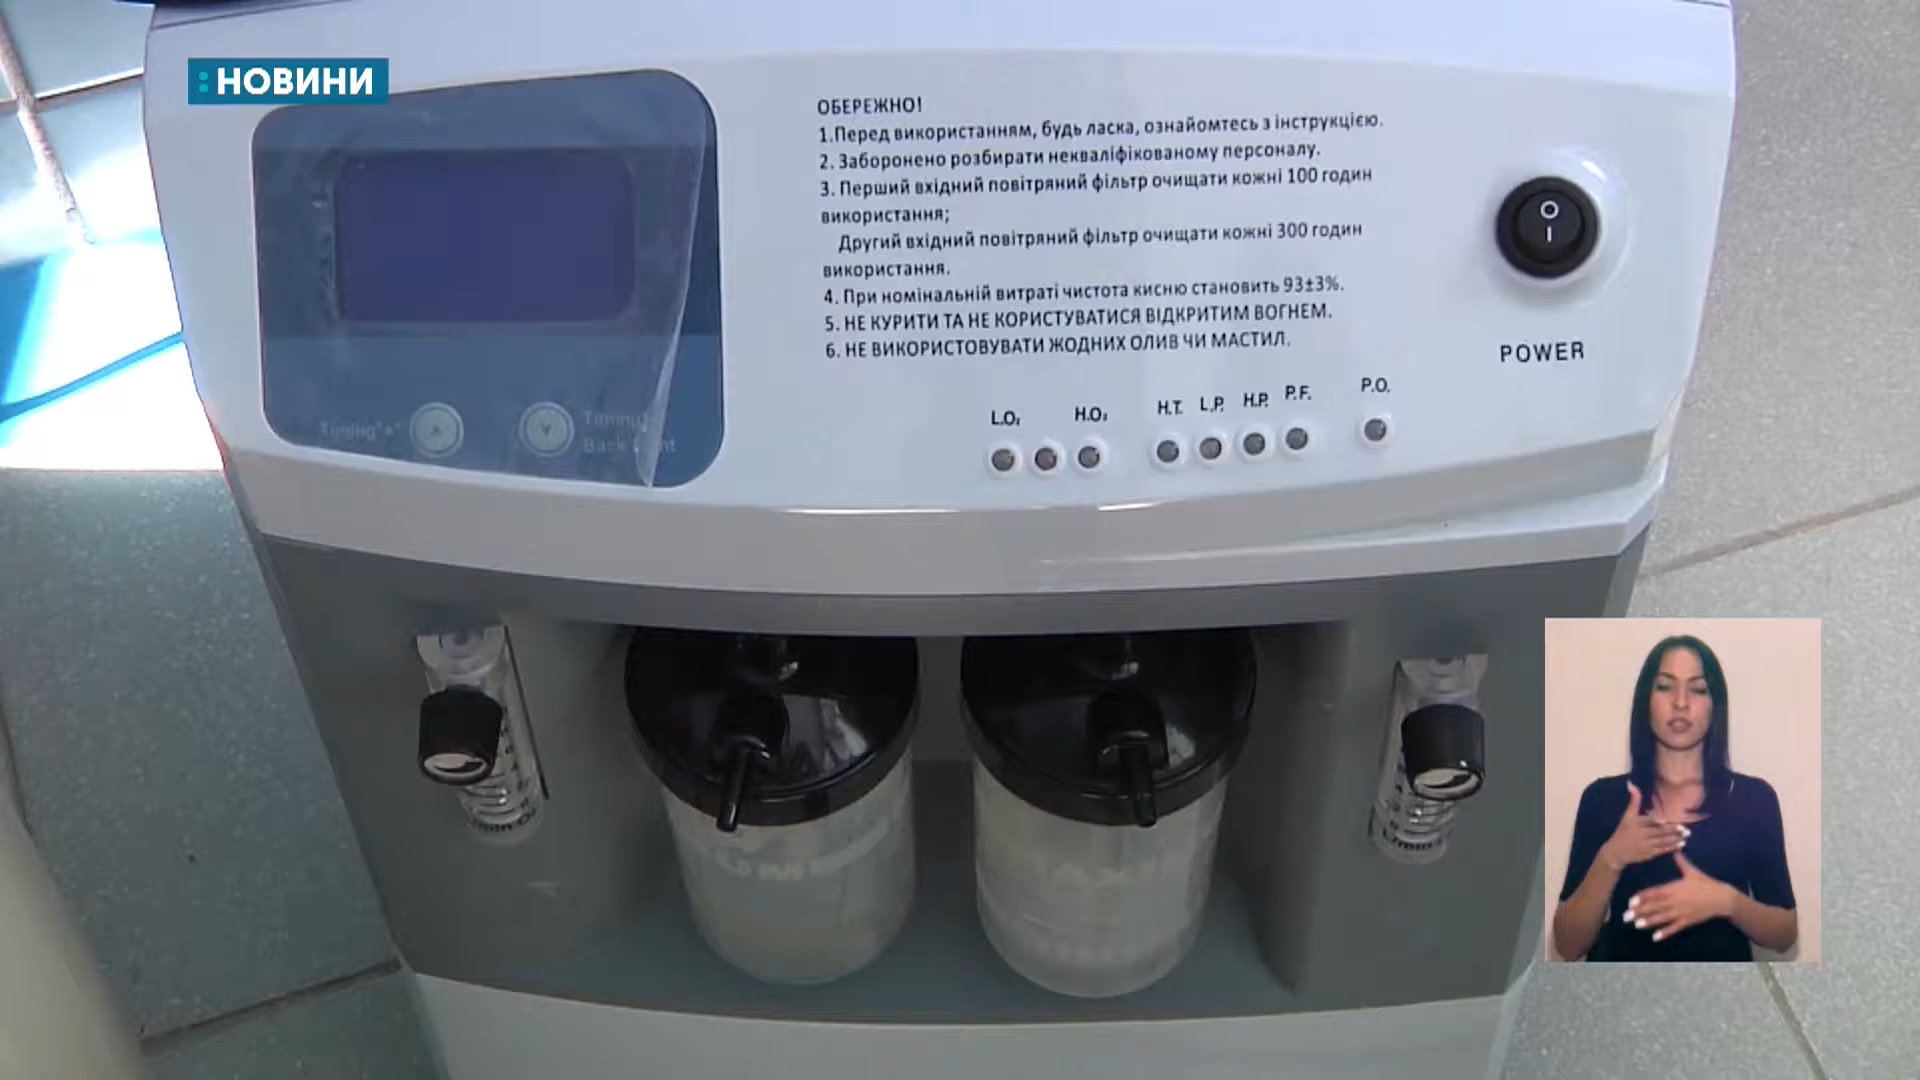 :НОВИНИ
ОБЕРЕЖНО!
1.Перед використанням, будь ласка, ознайомтесь з інструкцією.
2. Заборонено розбирати некваліфікованому персоналу.
3. Перший вхідний повітряний фільтр очищати кожні 100 годин
використання;
Другий вхідний повітряний фільтр очищати кожні 300 годин
використання.
4. При номінальній витраті чистота кисню становить 93±3%.
5. НЕ КУРИТИ ТА НЕ КОРИСТУВАТИСЯ ВІДКРИТИМ ВОГНЕМ.
6. НЕ ВИКОРИСТОВУВАТИ ЖОДНИХ ОЛИВ ЧИ МАСТИЛ.
O
I
POWER
L.O₂ H.O₂ H.T. L.P. H.P. P.F. P.O.
Timing"+"
Timing
Back